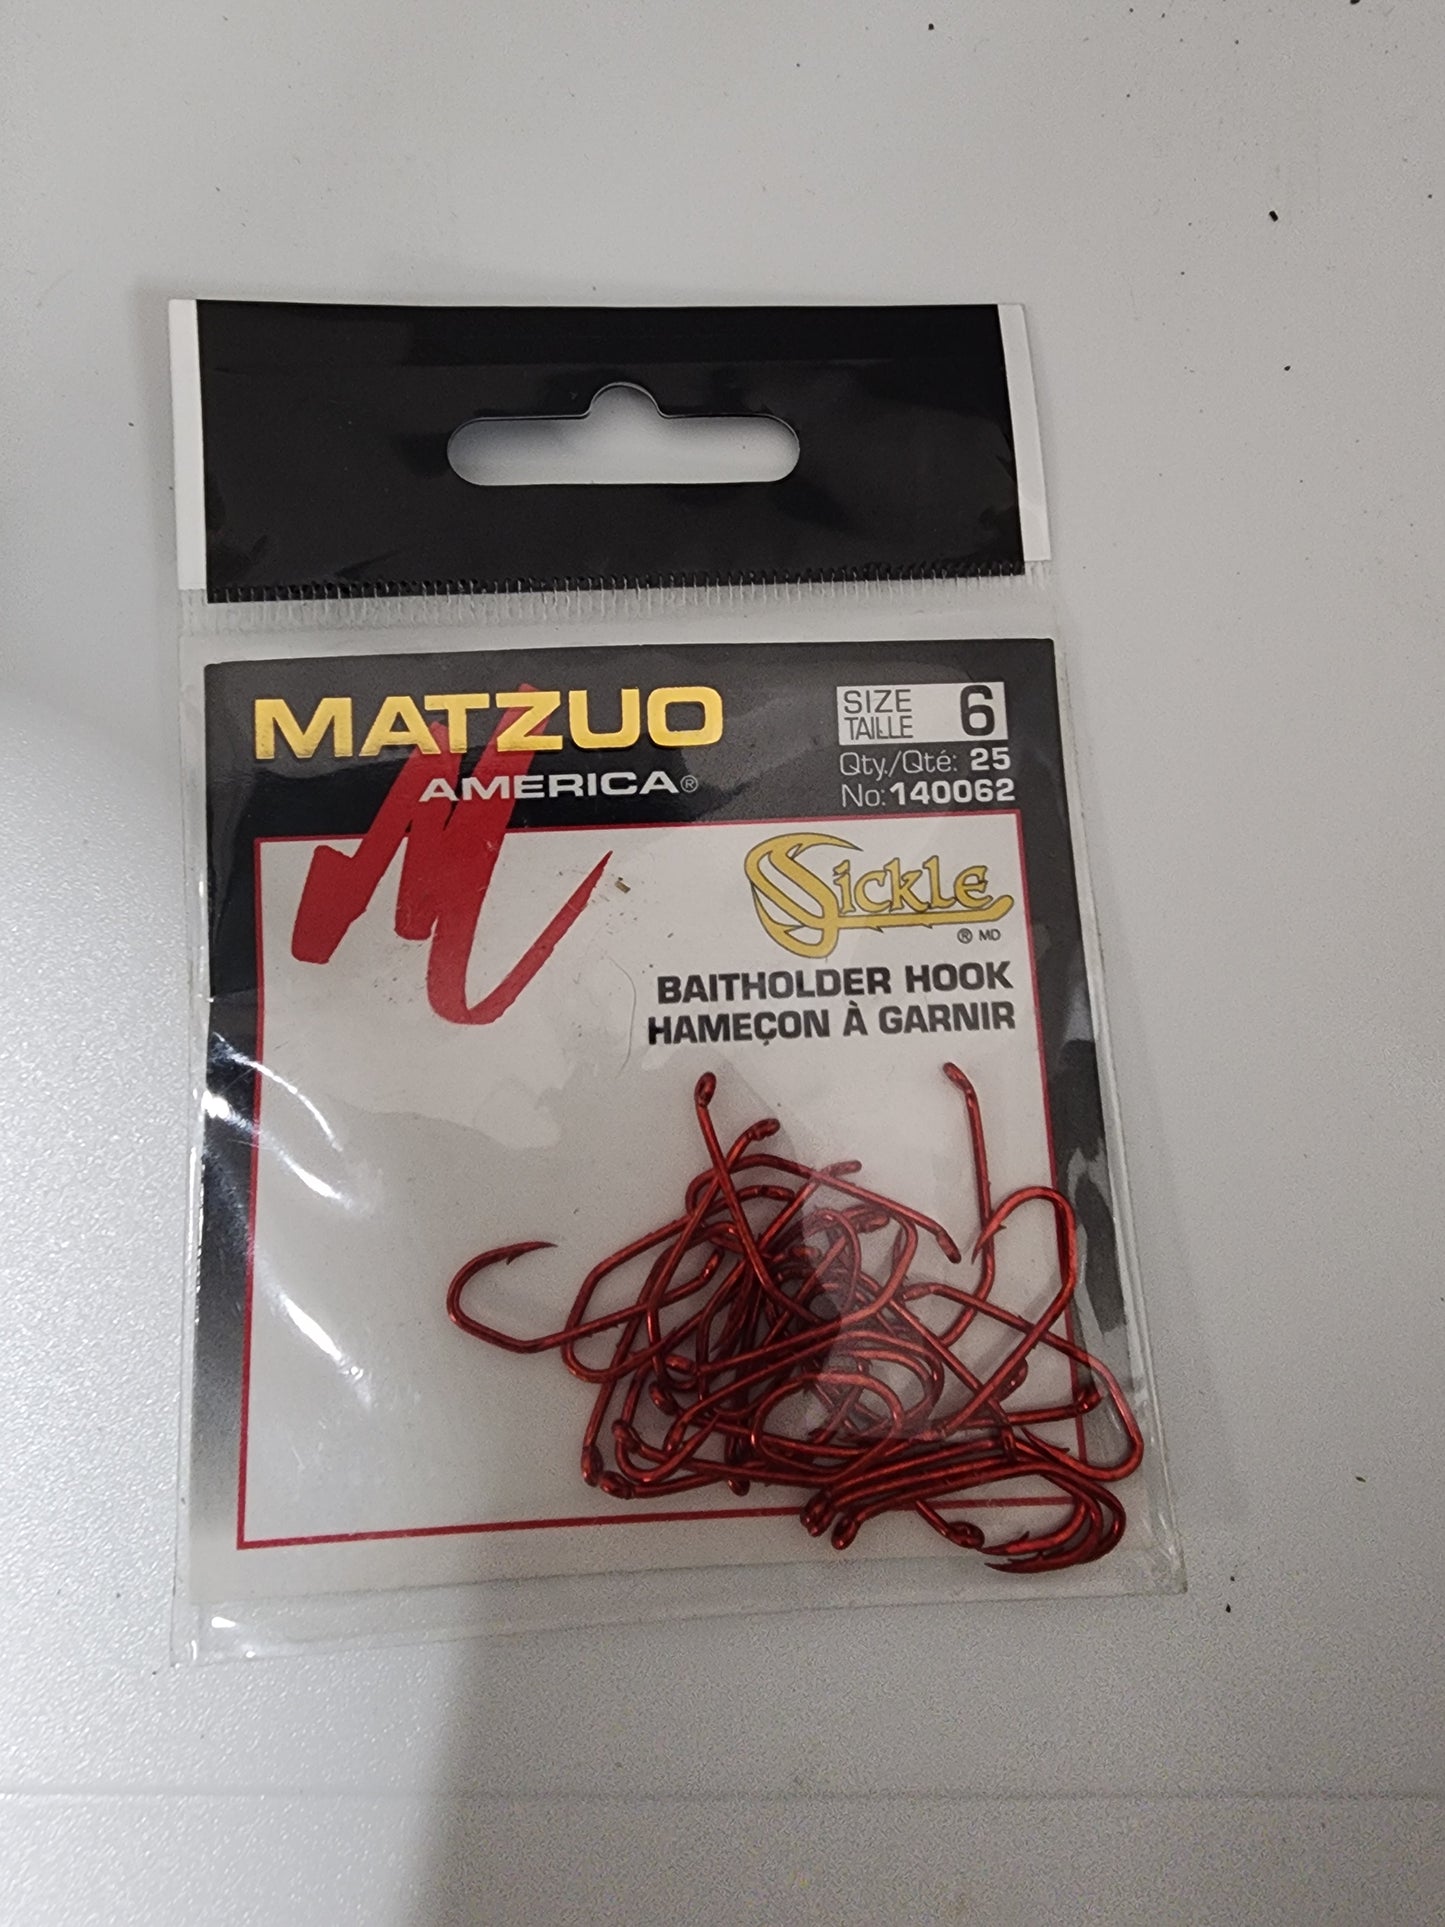 MATZUO
AMERICA®
SIZE 6
TAILLE
Qty./Qté: 25
No: 140062
Sickle
® MD
BAITHOLDER HOOK
HAMEÇON À GARNIR